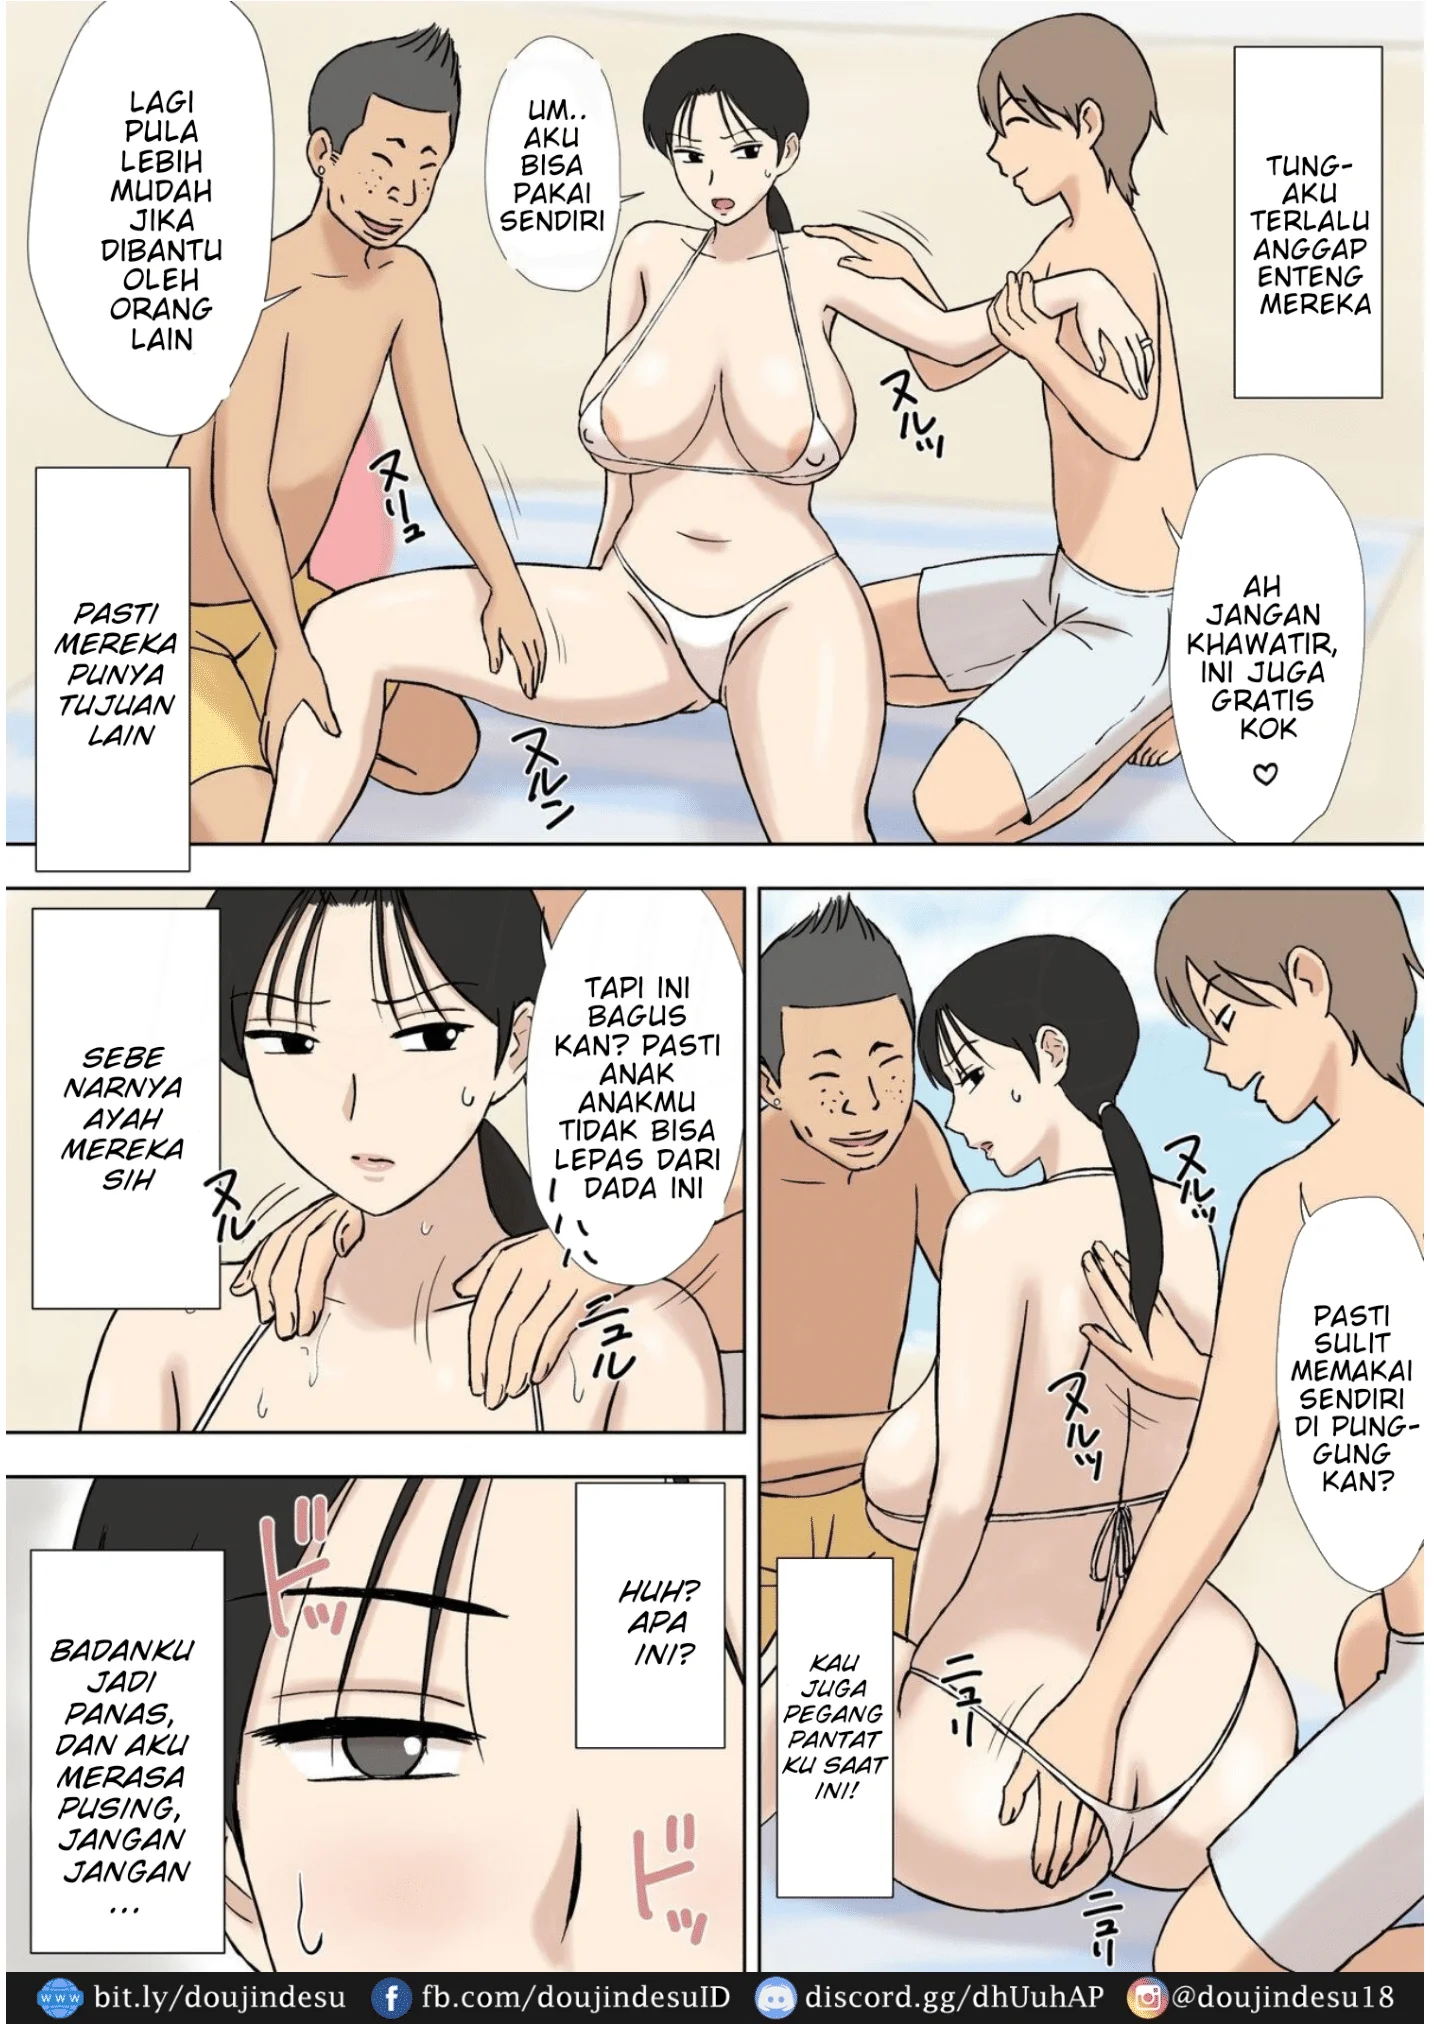 LAGI
PULA
LEBIH
MUDAH
JIKA
DIBANTU
OLEH
ORANG
LAIN
UM..
AKU
BISA
PAKAI
SENDIRI
TUNG-
AKU
TERLALU
ANGGAP
ENTENG
MEREKA
ヌルッ
ヌリュ
ヌルン
PASTI
MEREKA
PUNYA
TUJUAN
LAIN
AH
JANGAN
KHAWATIR,
INI JUGA
GRATIS
KOK
♡
SEBE
NARNYA
AYAH
MEREKA
SIH
TAPI INI
BAGUS
KAN? PASTI
ANAK
ANAKMU
TIDAK BISA
LEPAS DARI
DADA INI
ヌル
ニュル
ヌルッ
ヌルッ
PASTI
SULIT
MEMAKAI
SENDIRI
DI PUNG-
GUNG
KAN?
KAU
JUGA
PEGANG
PANTAT
KU SAAT
INI!
ニュリ
ニュリ
HUH?
APA
INI?
ドッ
BADANKU
JADI
PANAS,
DAN AKU
MERASA
PUSING,
JANGAN
JANGAN
...
ドッ
bit.ly/doujindesu fb.com/doujindesuID discord.gg/dhUuhAP @doujindesu18